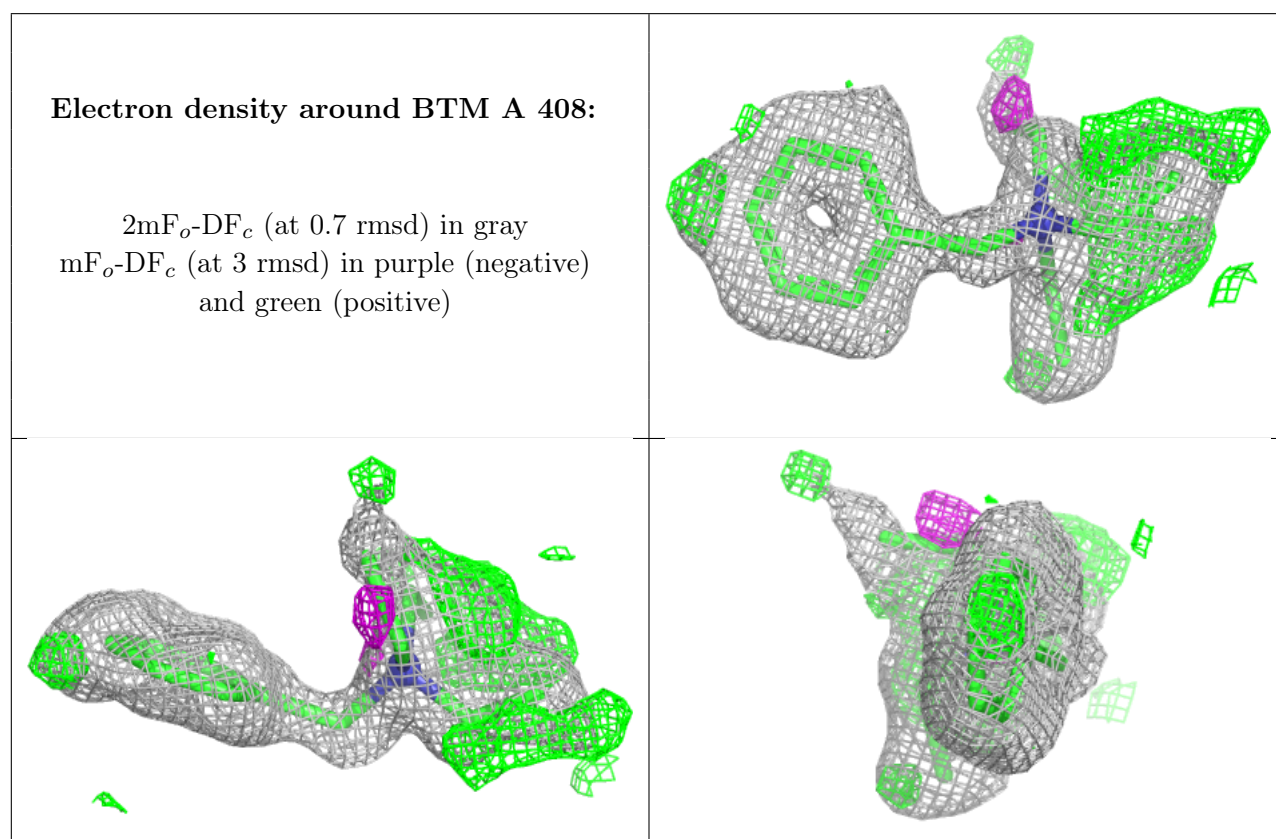 Electron density around BTM A 408:
2mFo-DFc (at 0.7 rmsd) in gray
mFo-DFc (at 3 rmsd) in purple (negative)
and green (positive)